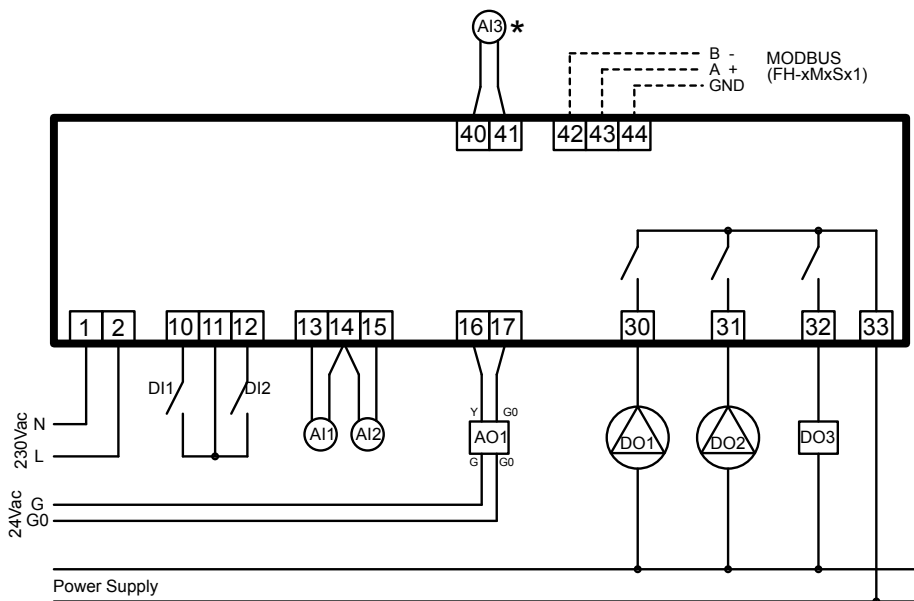 AI3 *
B -
A +
GND
MODBUS
(FH-xMxSx1)
40 41 42 43 44
1 2 10 11 12 13 14 15 16 17 30 31 32 33
DI1 DI2
AI1 AI2
Y G0
AO1
G G0
DO1 DO2 DO3
230Vac
N
L
24Vac
G
G0
Power Supply